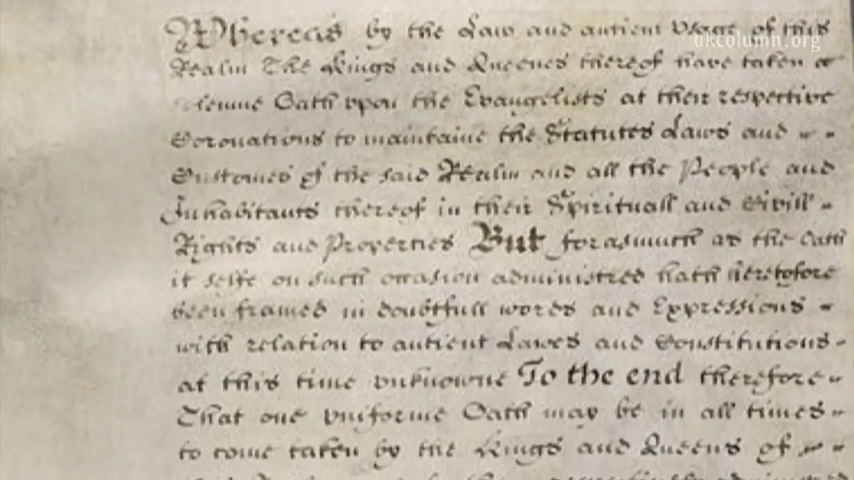 ukcolumn.org
Whereas by the Law and antient Usage of this
Realm The Kings and Queenes thereof have taken a
solemne Oath vpon the Evangelists at their respective
Coronations to maintaine the Statutes Laws and
Customes of the said Realm and all the People and
Inhabitants thereof in their Spirituall and Civill
Rights and Properties But forasmuch as the Oath
it selfe on such occasion administred hath heretofore
been framed in doubtfull words and Expressions
with relation to antient Lawes and Constitutions
at this time vnknowne To the end therefore
That one vniforme Oath may be in all times
to come taken by the Kings and Queens of